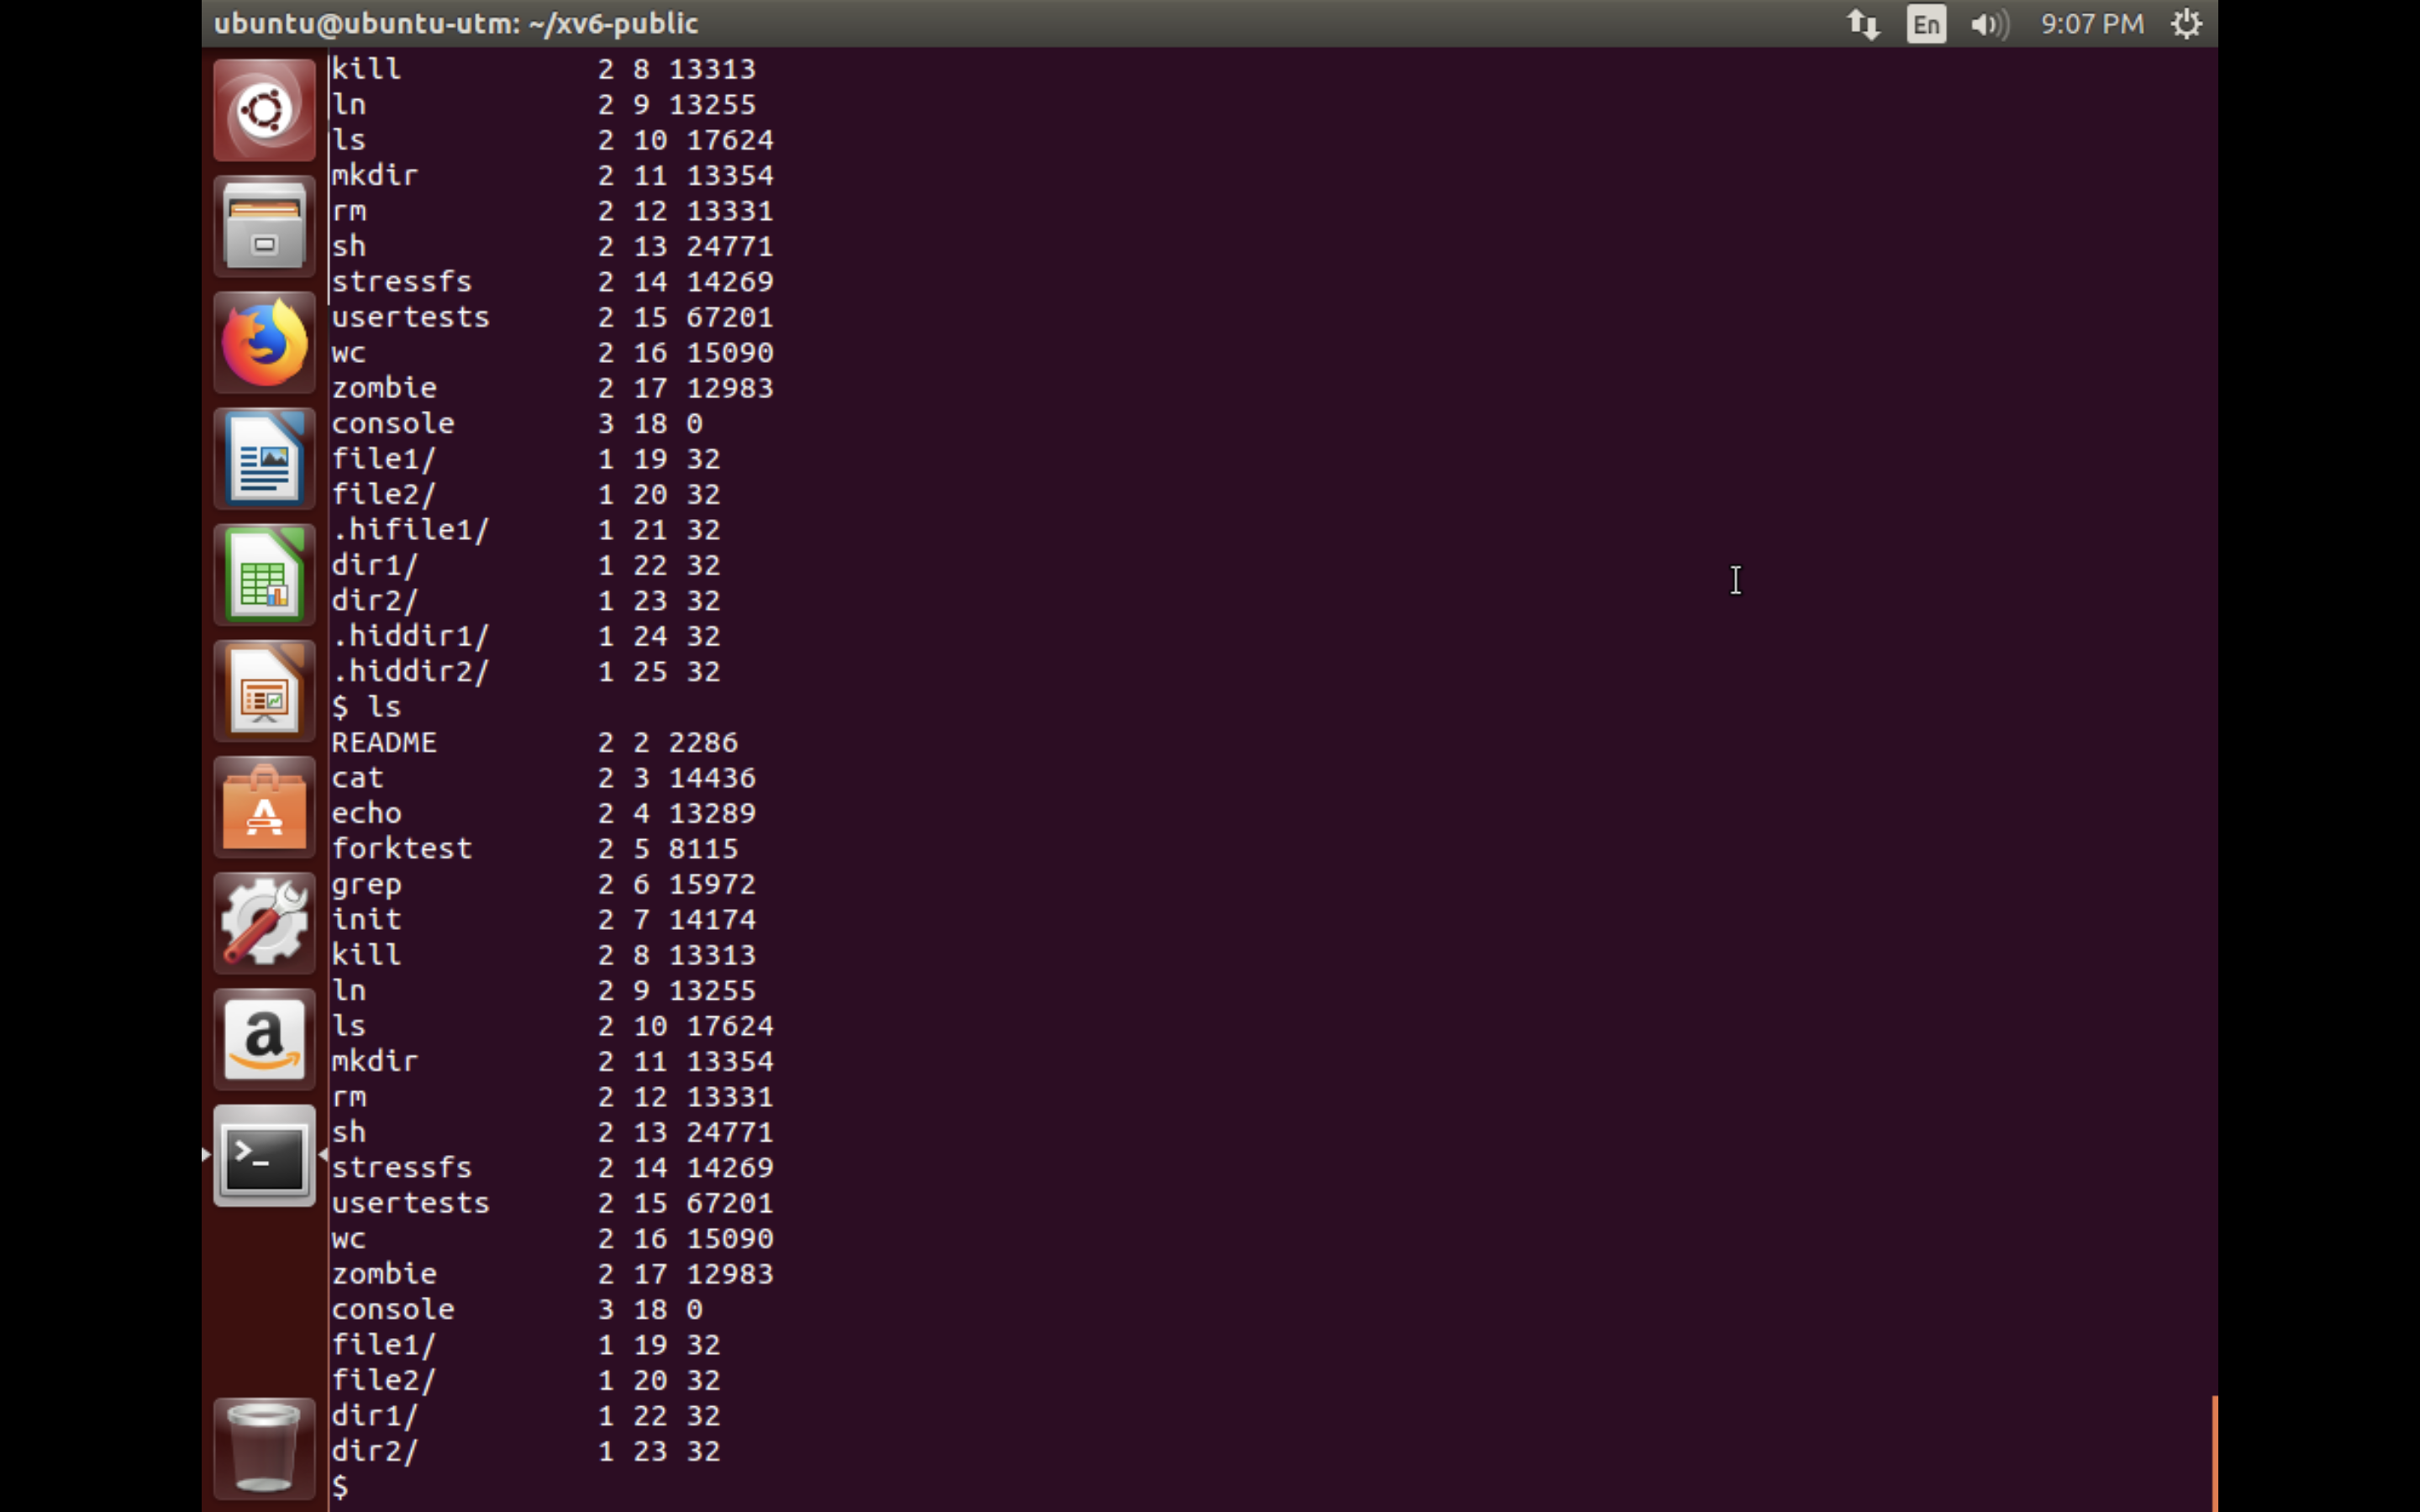 ubuntu@ubuntu-utm: ~/xv6-public En 9:07 PM
kill 2 8 13313
ln 2 9 13255
ls 2 10 17624
mkdir 2 11 13354
rm 2 12 13331
sh 2 13 24771
stressfs 2 14 14269
usertests 2 15 67201
wc 2 16 15090
zombie 2 17 12983
console 3 18 0
file1/ 1 19 32
file2/ 1 20 32
.hifile1/ 1 21 32
dir1/ 1 22 32
dir2/ 1 23 32
.hiddir1/ 1 24 32
.hiddir2/ 1 25 32
$ ls
README 2 2 2286
cat 2 3 14436
echo 2 4 13289
forktest 2 5 8115
grep 2 6 15972
init 2 7 14174
kill 2 8 13313
ln 2 9 13255
ls 2 10 17624
mkdir 2 11 13354
rm 2 12 13331
sh 2 13 24771
stressfs 2 14 14269
usertests 2 15 67201
wc 2 16 15090
zombie 2 17 12983
console 3 18 0
file1/ 1 19 32
file2/ 1 20 32
dir1/ 1 22 32
dir2/ 1 23 32
$